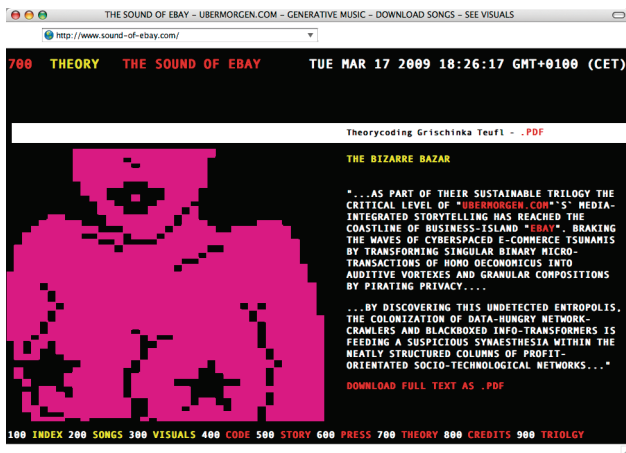 THE SOUND OF EBAY - UBERMORGEN.COM - GENERATIVE MUSIC - DOWNLOAD SONGS - SEE VISUALS
http://www.sound-of-ebay.com/
700 THEORY THE SOUND OF EBAY TUE MAR 17 2009 18:26:17 GMT+0100 (CET)
Theorycoding Grischinka Teufl - .PDF
THE BIZARRE BAZAR
"...AS PART OF THEIR SUSTAINABLE TRILOGY THE
CRITICAL LEVEL OF "UBERMORGEN.COM"`S` MEDIA-
INTEGRATED STORYTELLING HAS REACHED THE
COASTLINE OF BUSINESS-ISLAND "EBAY". BRAKING
THE WAVES OF CYBERSPACED E-COMMERCE TSUNAMIS
BY TRANSFORMING SINGULAR BINARY MICRO-
TRANSACTIONS OF HOMO OECONOMICUS INTO
AUDITIVE VORTEXES AND GRANULAR COMPOSITIONS
BY PIRATING PRIVACY....
...BY DISCOVERING THIS UNDETECTED ENTROPOLIS,
THE COLONIZATION OF DATA-HUNGRY NETWORK-
CRAWLERS AND BLACKBOXED INFO-TRANSFORMERS IS
FEEDING A SUSPICIOUS SYNAESTHESIA WITHIN THE
NEATLY STRUCTURED COLUMNS OF PROFIT-
ORIENTATED SOCIO-TECHNOLOGICAL NETWORKS..."
DOWNLOAD FULL TEXT AS .PDF
100 INDEX 200 SONGS 300 VISUALS 400 CODE 500 STORY 600 PRESS 700 THEORY 800 CREDITS 900 TRIOLGY